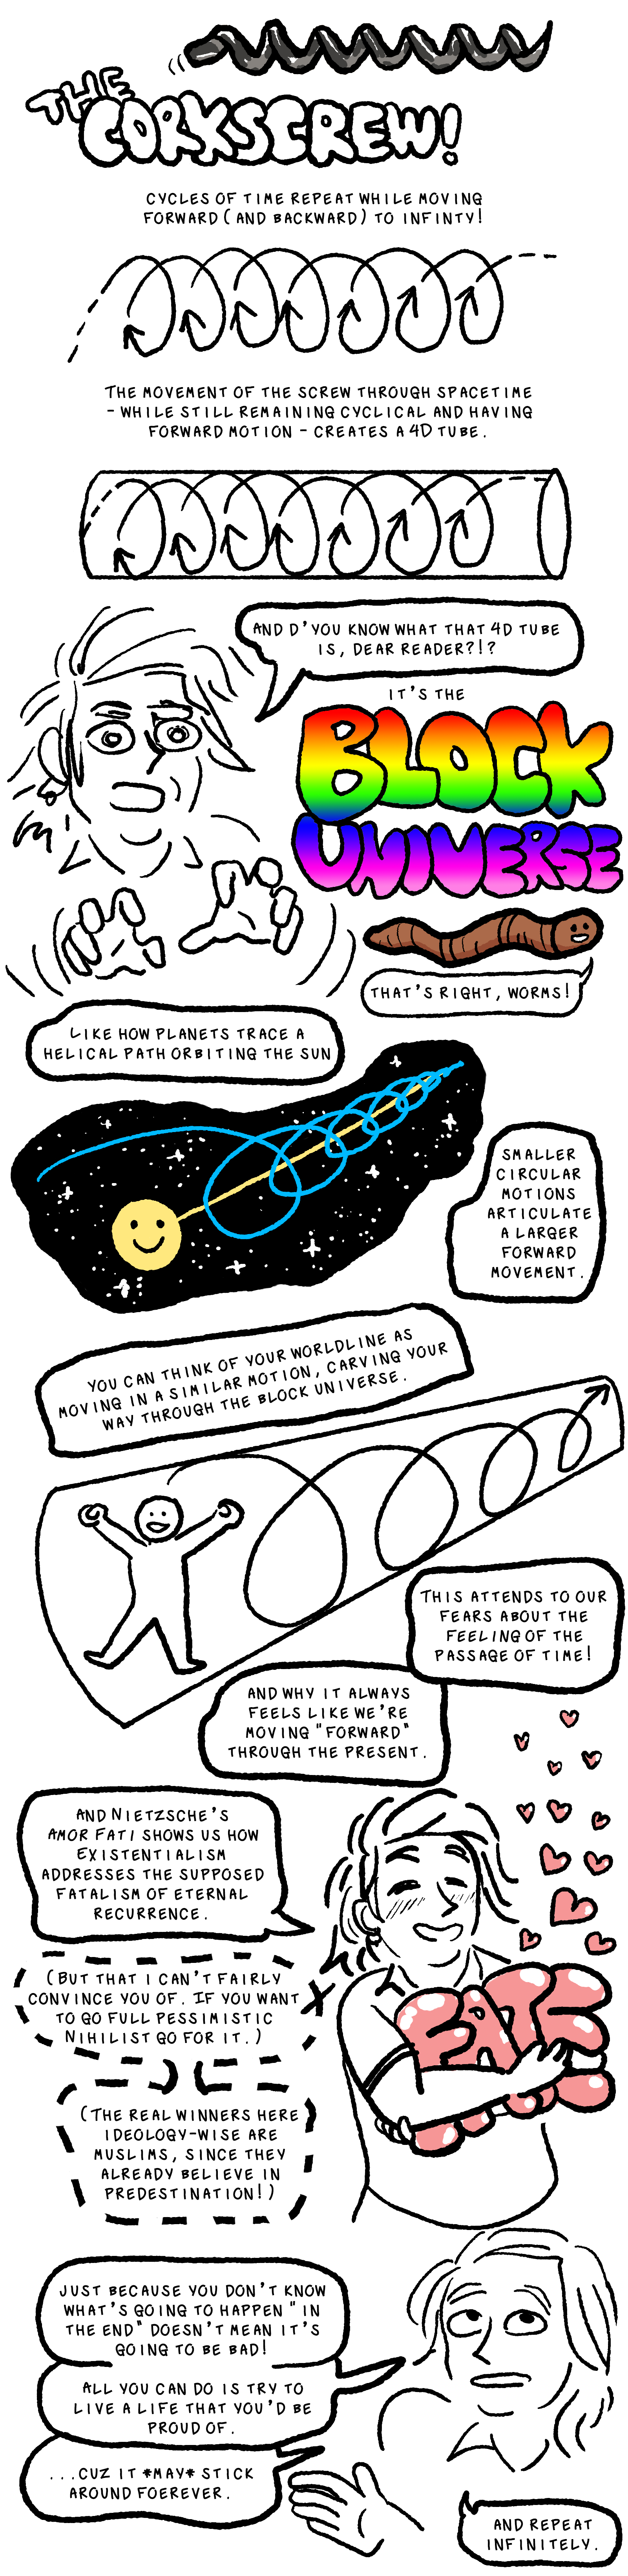 THE
CORKSCREW!
CYCLES OF TIME REPEAT WHILE MOVING
FORWARD (AND BACKWARD) TO INFINTY!
THE MOVEMENT OF THE SCREW THROUGH SPACETIME
- WHILE STILL REMAINING CYCLICAL AND HAVING
FORWARD MOTION - CREATES A 4D TUBE.
AND D'YOU KNOW WHAT THAT 4D TUBE
IS, DEAR READER?!?
IT'S THE
BLOCK
UNIVERSE
THAT'S RIGHT, WORMS!
LIKE HOW PLANETS TRACE A
HELICAL PATH ORBITING THE SUN
SMALLER
CIRCULAR
MOTIONS
ARTICULATE
A LARGER
FORWARD
MOVEMENT.
YOU CAN THINK OF YOUR WORLDLINE AS
MOVING IN A SIMILAR MOTION, CARVING YOUR
WAY THROUGH THE BLOCK UNIVERSE.
THIS ATTENDS TO OUR
FEARS ABOUT THE
FEELING OF THE
PASSAGE OF TIME!
AND WHY IT ALWAYS
FEELS LIKE WE'RE
MOVING "FORWARD"
THROUGH THE PRESENT.
AND NIETZSCHE'S
AMOR FATI SHOWS US HOW
EXISTENTIALISM
ADDRESSES THE SUPPOSED
FATALISM OF ETERNAL
RECURRENCE.
(BUT THAT I CAN'T FAIRLY
CONVINCE YOU OF. IF YOU WANT
TO GO FULL PESSIMISTIC
NIHILIST GO FOR IT.)
FATE
(THE REAL WINNERS HERE
IDEOLOGY-WISE ARE
MUSLIMS, SINCE THEY
ALREADY BELIEVE IN
PREDESTINATION!)
JUST BECAUSE YOU DON'T KNOW
WHAT'S GOING TO HAPPEN "IN
THE END" DOESN'T MEAN IT'S
GOING TO BE BAD!
ALL YOU CAN DO IS TRY TO
LIVE A LIFE THAT YOU'D BE
PROUD OF.
...CUZ IT *MAY* STICK
AROUND FOEREVER.
AND REPEAT
INFINITELY.